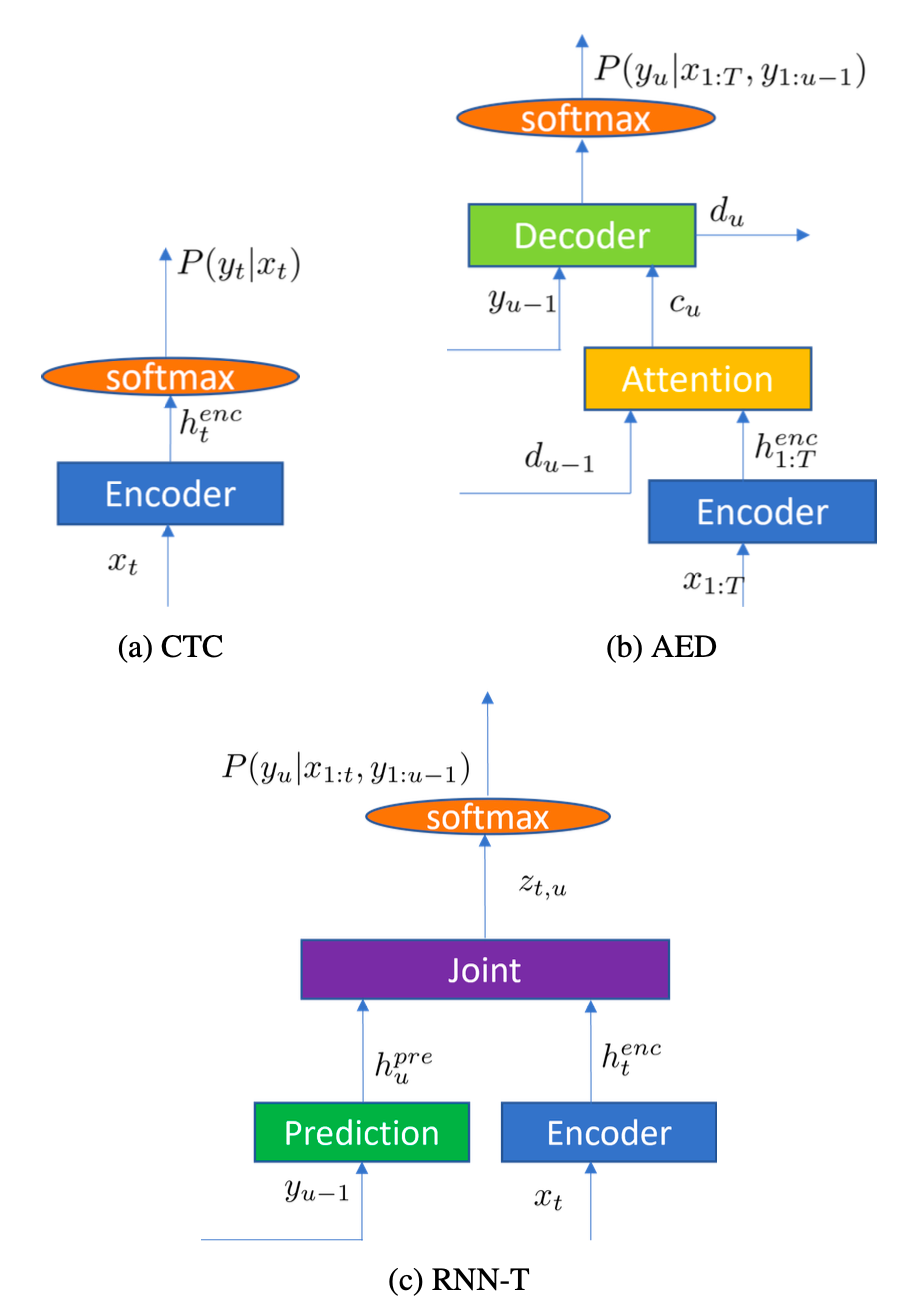 P(y_t|x_t)
softmax
h_t^{enc}
Encoder
x_t
(a) CTC
P(y_u|x_{1:T}, y_{1:u−1})
softmax
Decoder
d_u
y_{u−1}
c_u
Attention
d_{u−1}
h_{1:T}^{enc}
Encoder
x_{1:T}
(b) AED
P(y_u|x_{1:t}, y_{1:u−1})
softmax
z_{t,u}
Joint
h_u^{pre}
h_t^{enc}
Prediction
Encoder
y_{u−1}
x_t
(c) RNN-T